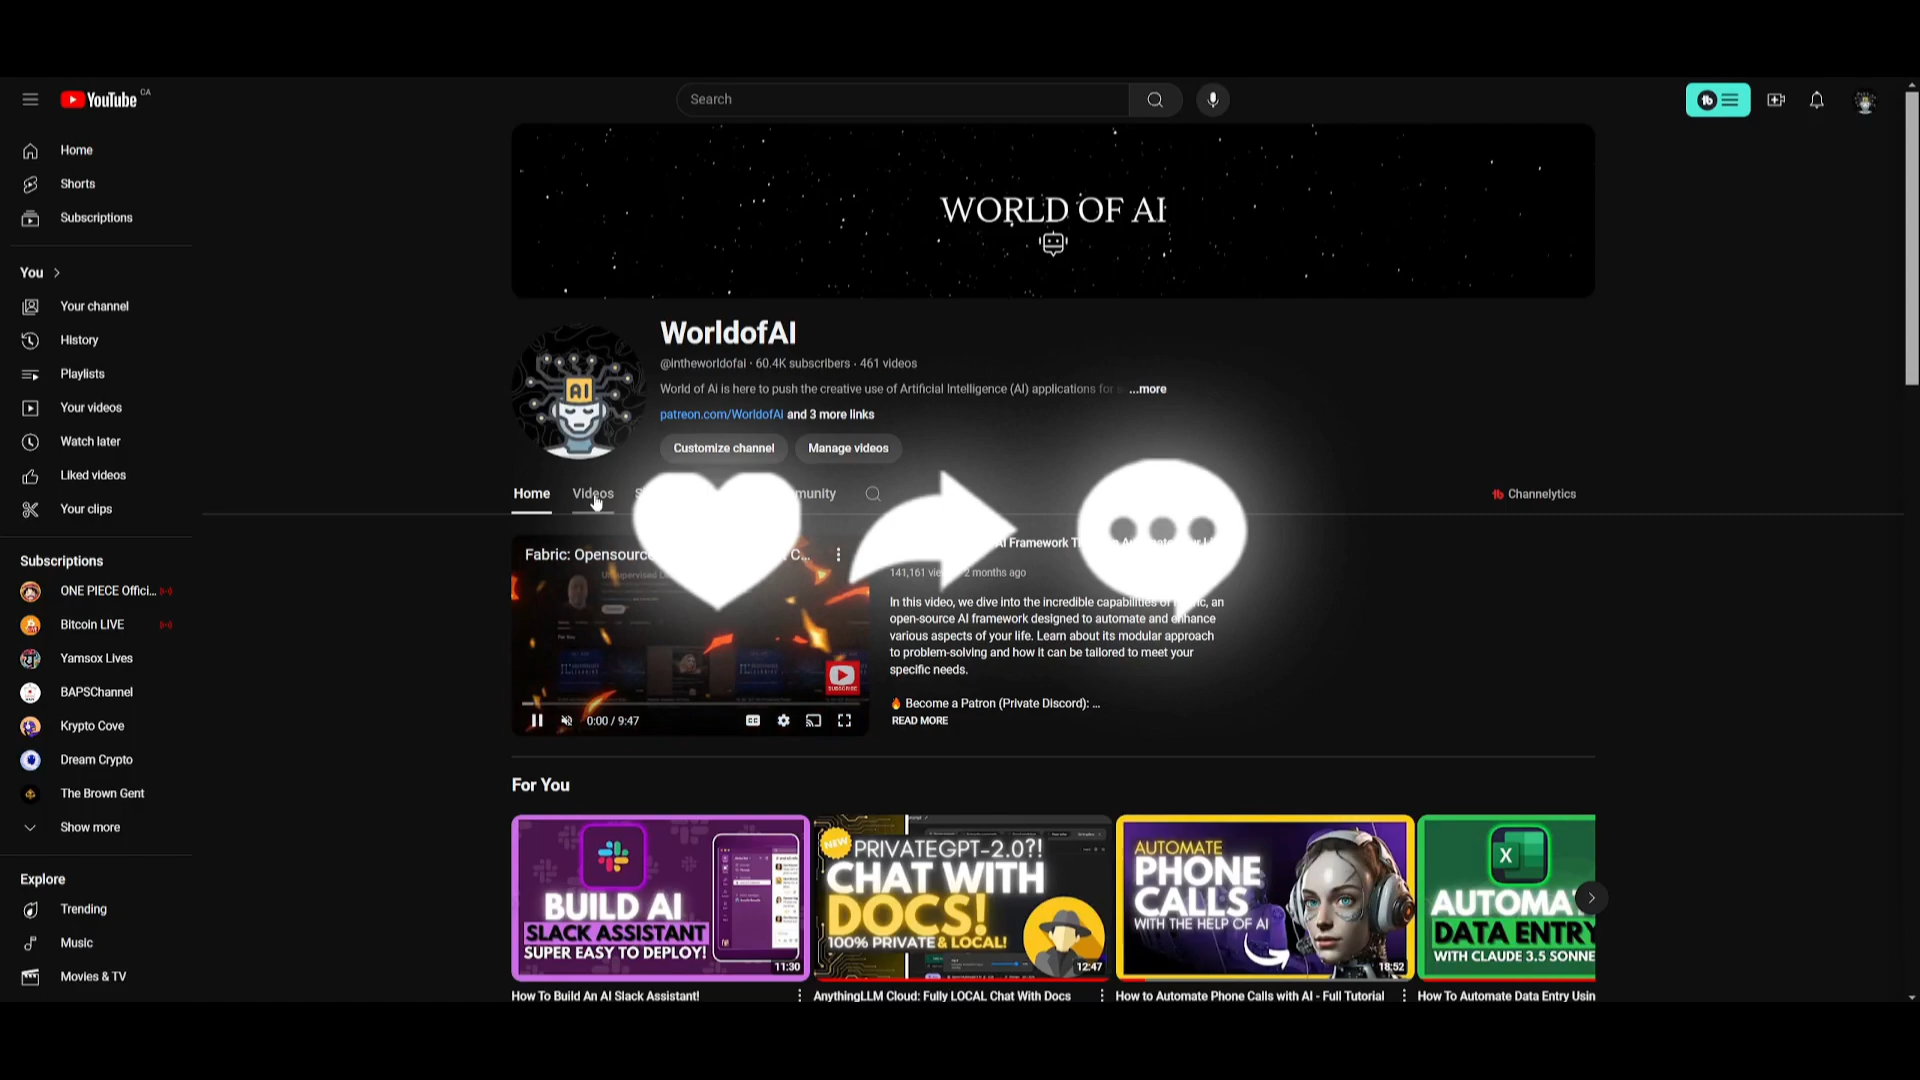 YouTube CA
Search
Home
Shorts
Subscriptions
You
Your channel
History
Playlists
Your videos
Watch later
Liked videos
Your clips
Subscriptions
ONE PIECE Offici...
Bitcoin LIVE
Yamsox Lives
BAPSChannel
Krypto Cove
Dream Crypto
The Brown Gent
Show more
Explore
Trending
Music
Movies & TV
WORLD OF AI
AI
WorldofAI
@intheworldofai · 60.4K subscribers · 461 videos
World of Ai is here to push the creative use of Artificial Intelligence (AI) applications for ...more
patreon.com/WorldofAi and 3 more links
Customize channel
Manage videos
Home
Videos
Channelytics
Fabric: Opensource C...
SUBSCRIBE
0:00 / 9:47
AI Framework
141,161 2 months ago
In this video, we dive into the incredible capabilities of an
open-source AI framework designed to automate and enhance
various aspects of your life. Learn about its modular approach
to problem-solving and how it can be tailored to meet your
specific needs.
🔥 Become a Patron (Private Discord): ...
READ MORE
For You
BUILD AI
SLACK ASSISTANT
SUPER EASY TO DEPLOY!
11:30
How To Build An AI Slack Assistant!
NEW
PRIVATEGPT-2.0?!
CHAT WITH
DOCS!
100% PRIVATE & LOCAL!
12:47
AnythingLLM Cloud: Fully LOCAL Chat With Docs
AUTOMATE
PHONE
CALLS
WITH THE HELP OF AI
18:52
How to Automate Phone Calls with AI - Full Tutorial
X
AUTOMA
DATA ENTRY
WITH CLAUDE 3.5 SONNE
How To Automate Data Entry Usin